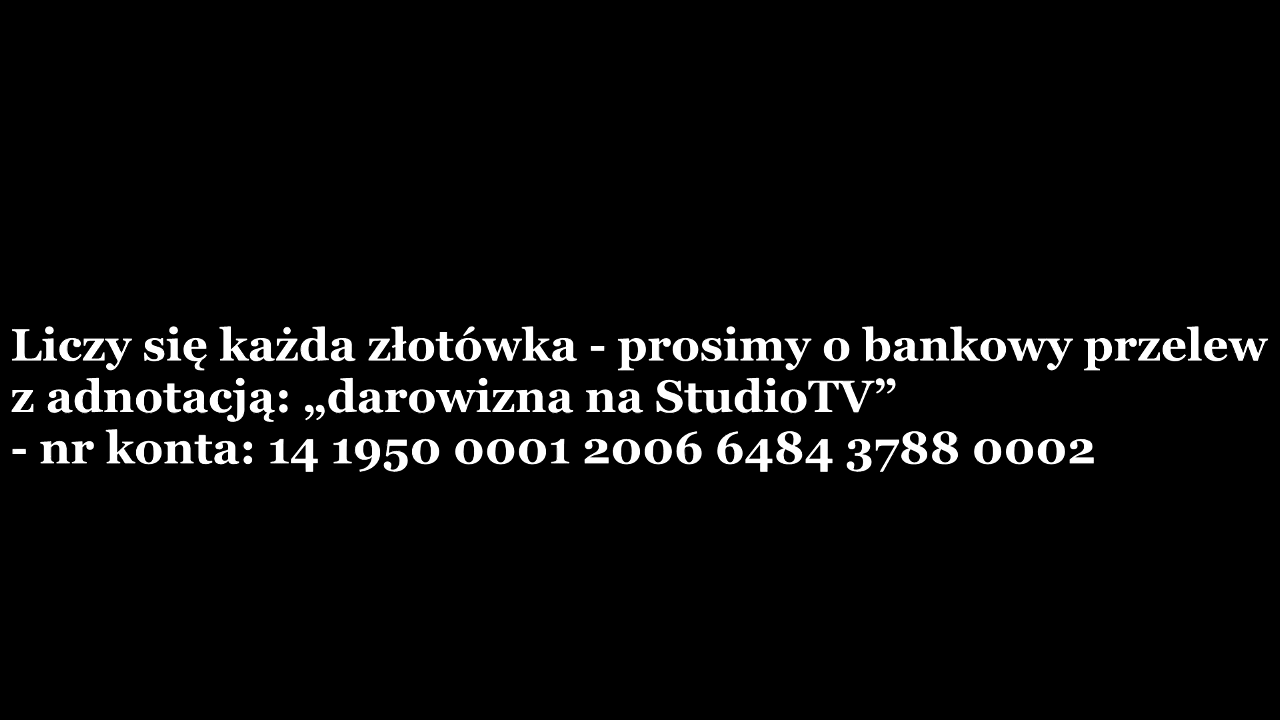 Liczy się każda złotówka - prosimy o bankowy przelew
z adnotacją: „darowizna na StudioTV”
- nr konta: 14 1950 0001 2006 6484 3788 0002